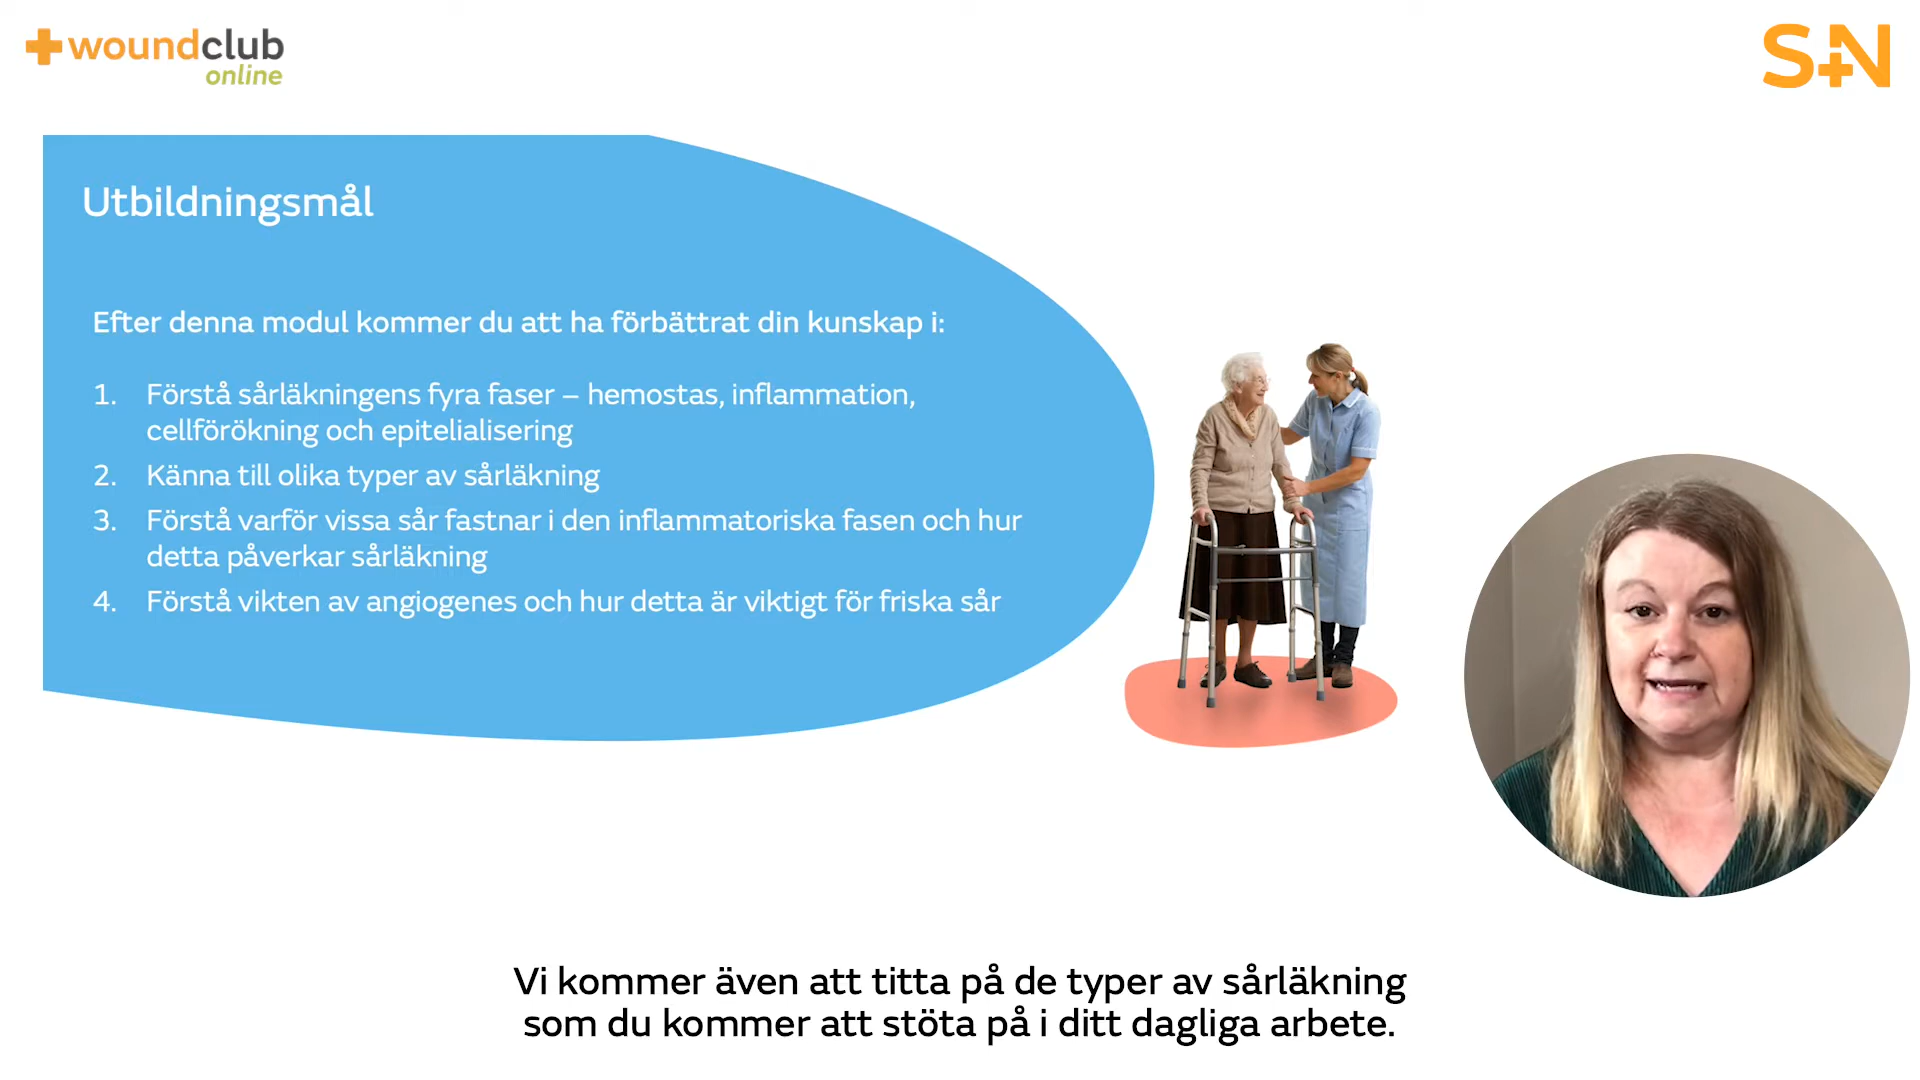 woundclub
online
S+N
Utbildningsmål
Efter denna modul kommer du att ha förbättrat din kunskap i:
1. Förstå sårläkningens fyra faser – hemostas, inflammation,
cellförökning och epitelialisering
2. Känna till olika typer av sårläkning
3. Förstå varför vissa sår fastnar i den inflammatoriska fasen och hur
detta påverkar sårläkning
4. Förstå vikten av angiogenes och hur detta är viktigt för friska sår
Vi kommer även att titta på de typer av sårläkning
som du kommer att stöta på i ditt dagliga arbete.